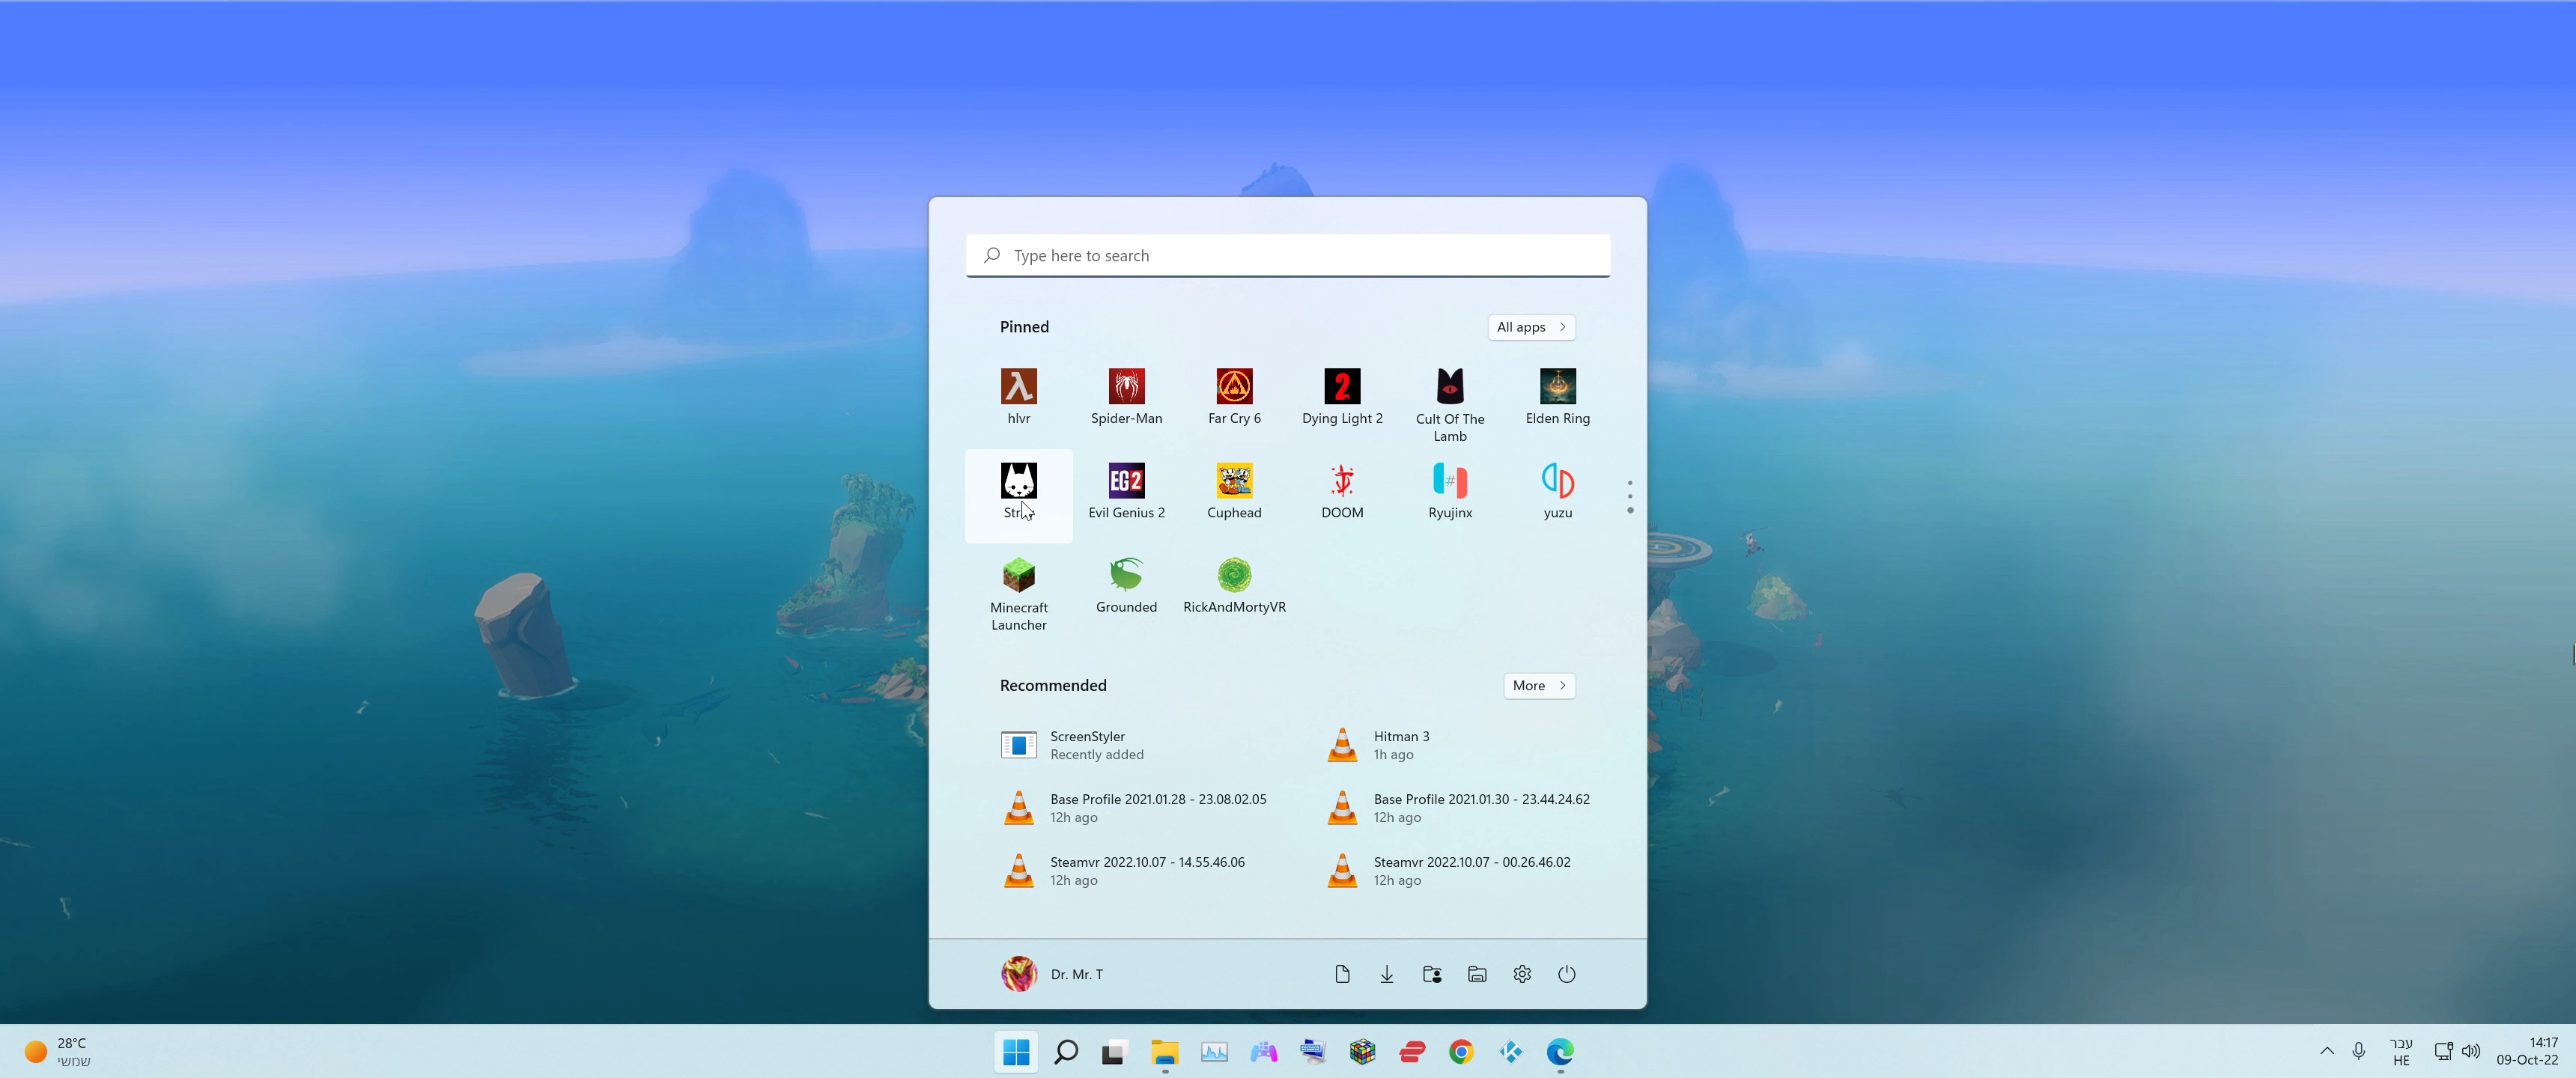 Type here to search
Pinned
All apps
hlvr
Spider-Man
Far Cry 6
Dying Light 2
Cult Of The
Lamb
Elden Ring
Evil Genius 2
Cuphead
DOOM
Ryujinx
yuzu
Minecraft
Launcher
Grounded
RickAndMortyVR
Recommended
More
ScreenStyler
Recently added
Hitman 3
1h ago
Base Profile 2021.01.28 - 23.08.02.05
12h ago
Base Profile 2021.01.30 - 23.44.24.62
12h ago
Steamvr 2022.10.07 - 14.55.46.06
12h ago
Steamvr 2022.10.07 - 00.26.46.02
12h ago
Dr. Mr. T
28°C
שמשי
עבר
HE
14:17
09-Oct-22